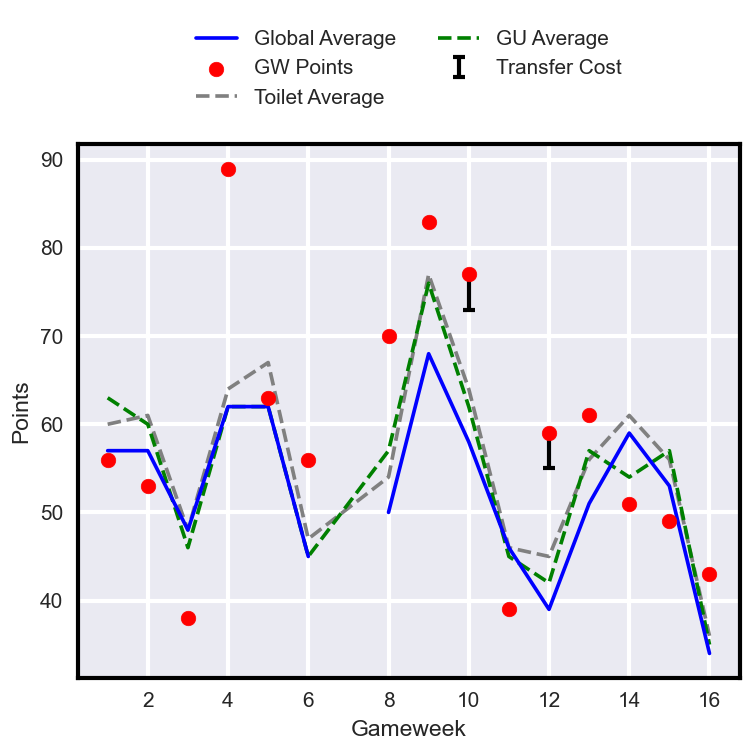 Global Average
GW Points
Toilet Average
GU Average
Transfer Cost
90
80
70
60
50
40
Points
2 4 6 8 10 12 14 16
Gameweek